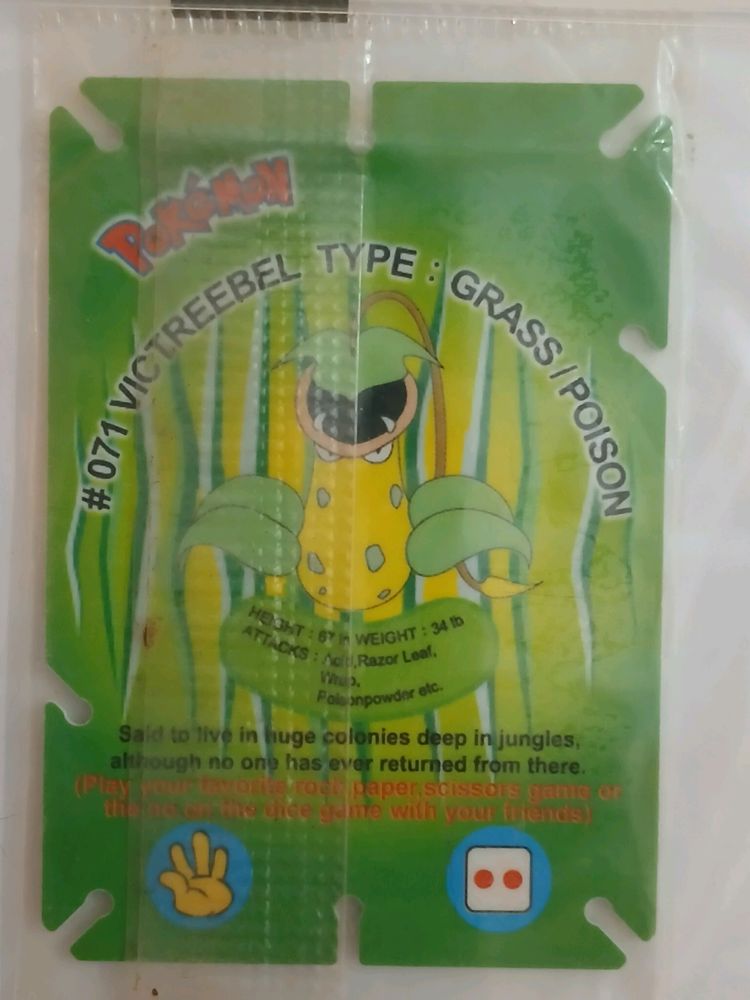 POKÉMON
#071 VICTREEBEL TYPE : GRASS / POISON
HEIGHT : 67 in WEIGHT : 34 lb
ATTACKS : Acid,Razor Leaf,
Wrap,
Poisonpowder etc.
Said to live in huge colonies deep in jungles,
although no one has ever returned from there.
(Play your favorite rock,paper,scissors game or
the no on the dice game with your friends)